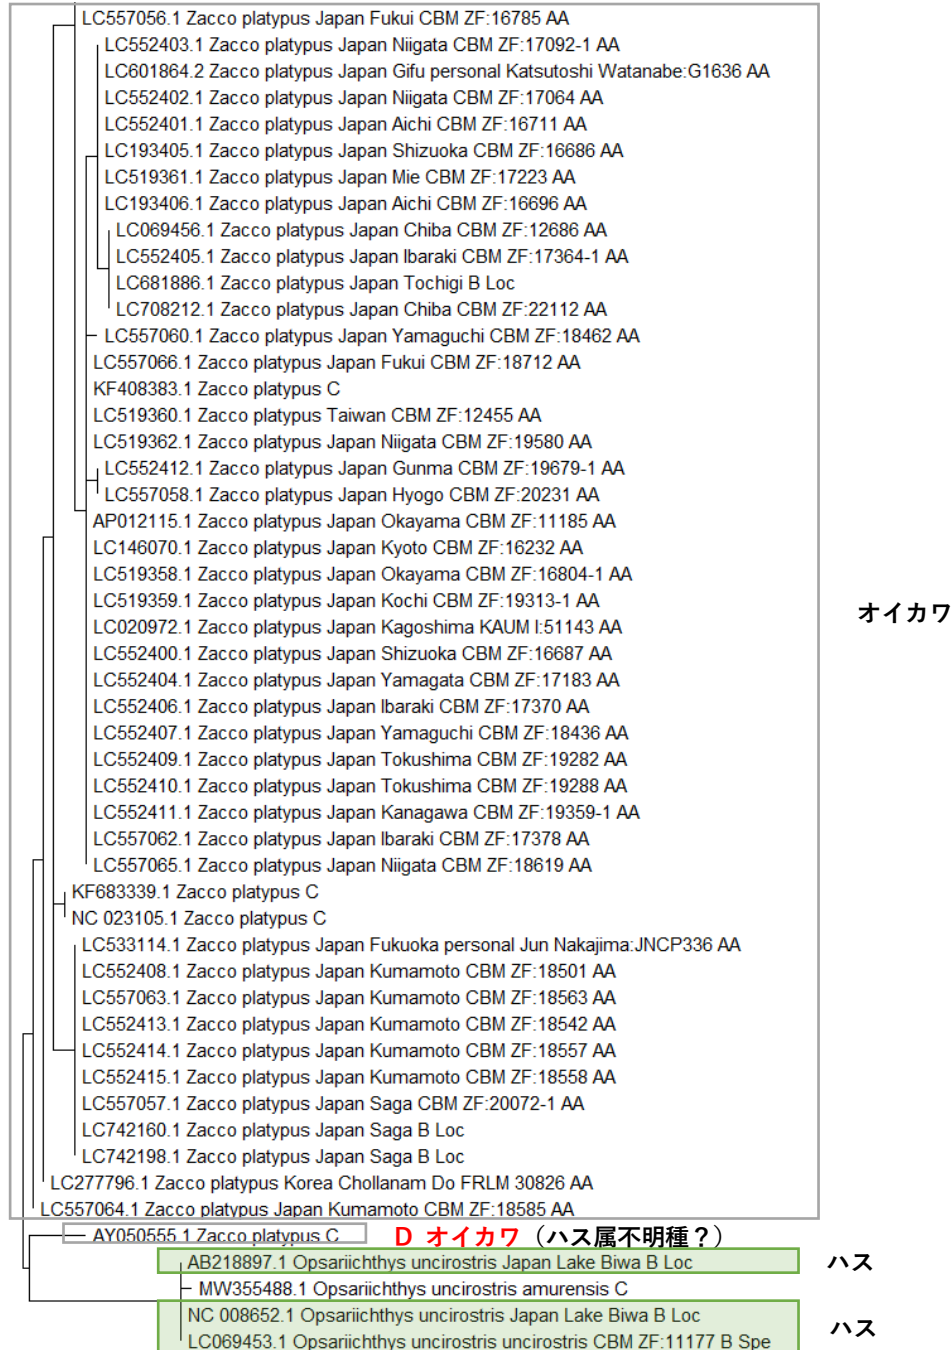 LC557056.1 Zacco platypus Japan Fukui CBM ZF:16785 AA
LC552403.1 Zacco platypus Japan Niigata CBM ZF:17092-1 AA
LC601864.2 Zacco platypus Japan Gifu personal Katsutoshi Watanabe:G1636 AA
LC552402.1 Zacco platypus Japan Niigata CBM ZF:17064 AA
LC552401.1 Zacco platypus Japan Aichi CBM ZF:16711 AA
LC193405.1 Zacco platypus Japan Shizuoka CBM ZF:16686 AA
LC519361.1 Zacco platypus Japan Mie CBM ZF:17223 AA
LC193406.1 Zacco platypus Japan Aichi CBM ZF:16696 AA
LC069456.1 Zacco platypus Japan Chiba CBM ZF:12686 AA
LC552405.1 Zacco platypus Japan Ibaraki CBM ZF:17364-1 AA
LC681886.1 Zacco platypus Japan Tochigi B Loc
LC708212.1 Zacco platypus Japan Chiba CBM ZF:22112 AA
LC557060.1 Zacco platypus Japan Yamaguchi CBM ZF:18462 AA
LC557066.1 Zacco platypus Japan Fukui CBM ZF:18712 AA
KF408383.1 Zacco platypus C
LC519360.1 Zacco platypus Taiwan CBM ZF:12455 AA
LC519362.1 Zacco platypus Japan Niigata CBM ZF:19580 AA
LC552412.1 Zacco platypus Japan Gunma CBM ZF:19679-1 AA
LC557058.1 Zacco platypus Japan Hyogo CBM ZF:20231 AA
AP012115.1 Zacco platypus Japan Okayama CBM ZF:11185 AA
LC146070.1 Zacco platypus Japan Kyoto CBM ZF:16232 AA
LC519358.1 Zacco platypus Japan Okayama CBM ZF:16804-1 AA
LC519359.1 Zacco platypus Japan Kochi CBM ZF:19313-1 AA
オイカワ
LC020972.1 Zacco platypus Japan Kagoshima KAUM I:51143 AA
LC552400.1 Zacco platypus Japan Shizuoka CBM ZF:16687 AA
LC552404.1 Zacco platypus Japan Yamagata CBM ZF:17183 AA
LC552406.1 Zacco platypus Japan Ibaraki CBM ZF:17370 AA
LC552407.1 Zacco platypus Japan Yamaguchi CBM ZF:18436 AA
LC552409.1 Zacco platypus Japan Tokushima CBM ZF:19282 AA
LC552410.1 Zacco platypus Japan Tokushima CBM ZF:19288 AA
LC552411.1 Zacco platypus Japan Kanagawa CBM ZF:19359-1 AA
LC557062.1 Zacco platypus Japan Ibaraki CBM ZF:17378 AA
LC557065.1 Zacco platypus Japan Niigata CBM ZF:18619 AA
KF683339.1 Zacco platypus C
NC 023105.1 Zacco platypus C
LC533114.1 Zacco platypus Japan Fukuoka personal Jun Nakajima:JNCP336 AA
LC552408.1 Zacco platypus Japan Kumamoto CBM ZF:18501 AA
LC557063.1 Zacco platypus Japan Kumamoto CBM ZF:18563 AA
LC552413.1 Zacco platypus Japan Kumamoto CBM ZF:18542 AA
LC552414.1 Zacco platypus Japan Kumamoto CBM ZF:18557 AA
LC552415.1 Zacco platypus Japan Kumamoto CBM ZF:18558 AA
LC557057.1 Zacco platypus Japan Saga CBM ZF:20072-1 AA
LC742160.1 Zacco platypus Japan Saga B Loc
LC742198.1 Zacco platypus Japan Saga B Loc
LC277796.1 Zacco platypus Korea Chollanam Do FRLM 30826 AA
LC557064.1 Zacco platypus Japan Kumamoto CBM ZF:18585 AA
AY050555.1 Zacco platypus C D オイカワ（ハス属不明種？）
AB218897.1 Opsariichthys uncirostris Japan Lake Biwa B Loc ハス
MW355488.1 Opsariichthys uncirostris amurensis C
NC 008652.1 Opsariichthys uncirostris Japan Lake Biwa B Loc
ハス
LC069453.1 Opsariichthys uncirostris uncirostris CBM ZF:11177 B Spe